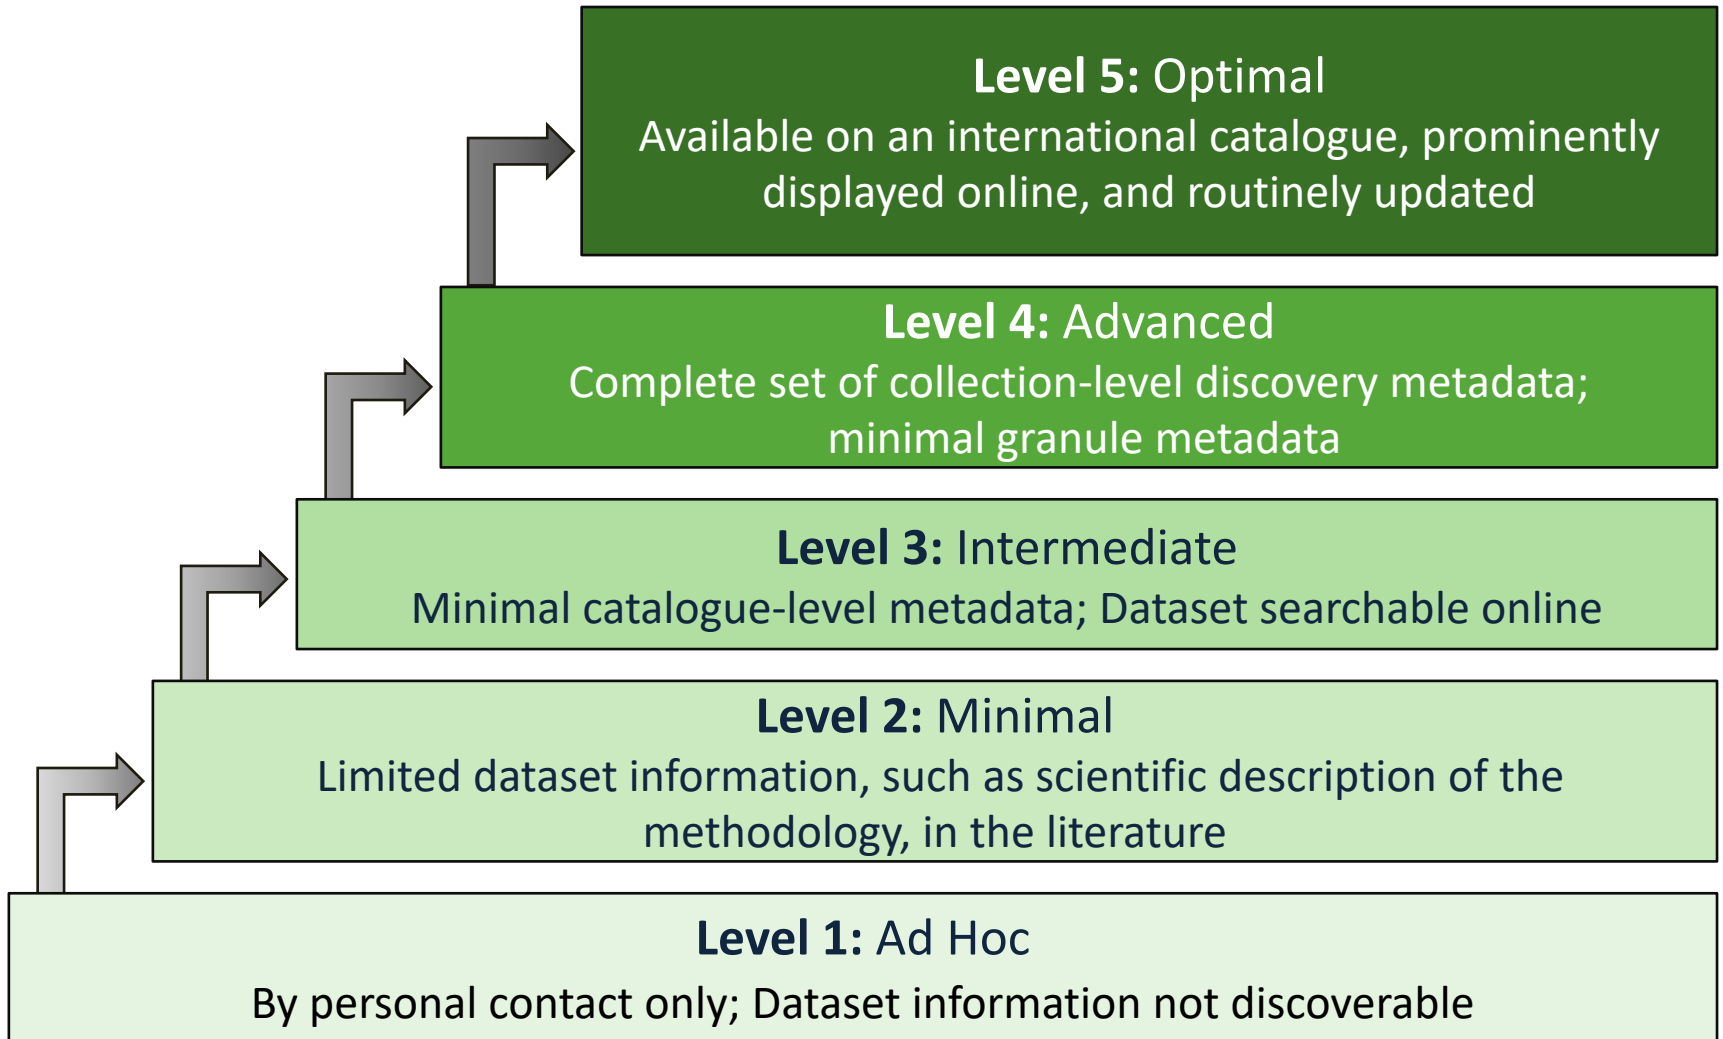 Level 5: Optimal
Available on an international catalogue, prominently
displayed online, and routinely updated
Level 4: Advanced
Complete set of collection-level discovery metadata;
minimal granule metadata
Level 3: Intermediate
Minimal catalogue-level metadata; Dataset searchable online
Level 2: Minimal
Limited dataset information, such as scientific description of the
methodology, in the literature
Level 1: Ad Hoc
By personal contact only; Dataset information not discoverable